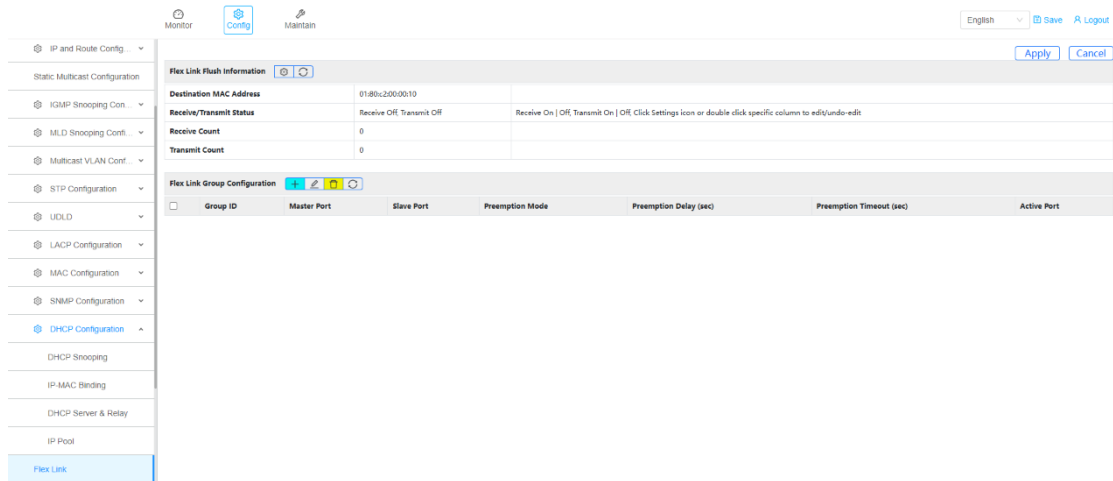 Monitor
Config
Maintain
English
Save
Logout
IP and Route Config...
Static Multicast Configuration
IGMP Snooping Con...
MLD Snooping Confi...
Multicast VLAN Conf...
STP Configuration
UDLD
LACP Configuration
MAC Configuration
SNMP Configuration
DHCP Configuration
DHCP Snooping
IP-MAC Binding
DHCP Server & Relay
IP Pool
Flex Link
Apply Cancel
Flex Link Flush Information
Destination MAC Address 01:80:c2:00:00:10
Receive/Transmit Status Receive Off, Transmit Off Receive On | Off, Transmit On | Off, Click Settings icon or double click specific column to edit/undo-edit
Receive Count 0
Transmit Count 0
Flex Link Group Configuration
Group ID Master Port Slave Port Preemption Mode Preemption Delay (sec) Preemption Timeout (sec) Active Port